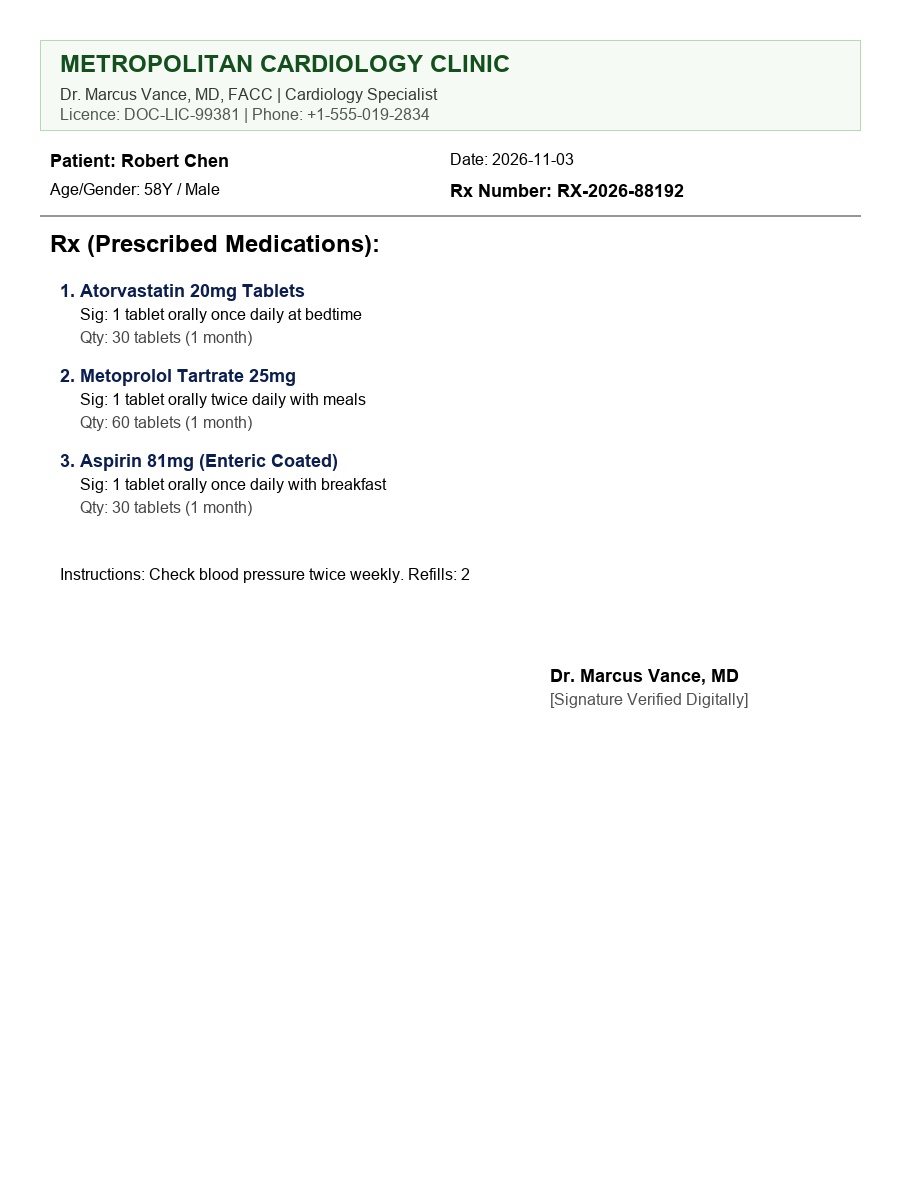 METROPOLITAN CARDIOLOGY CLINIC
Dr. Marcus Vance, MD, FACC | Cardiology Specialist
Licence: DOC-LIC-99381 | Phone: +1-555-019-2834
Patient: Robert Chen
Date: 2026-11-03
Age/Gender: 58Y / Male
Rx Number: RX-2026-88192
Rx (Prescribed Medications):
1. Atorvastatin 20mg Tablets
Sig: 1 tablet orally once daily at bedtime
Qty: 30 tablets (1 month)
2. Metoprolol Tartrate 25mg
Sig: 1 tablet orally twice daily with meals
Qty: 60 tablets (1 month)
3. Aspirin 81mg (Enteric Coated)
Sig: 1 tablet orally once daily with breakfast
Qty: 30 tablets (1 month)
Instructions: Check blood pressure twice weekly. Refills: 2
Dr. Marcus Vance, MD
[Signature Verified Digitally]